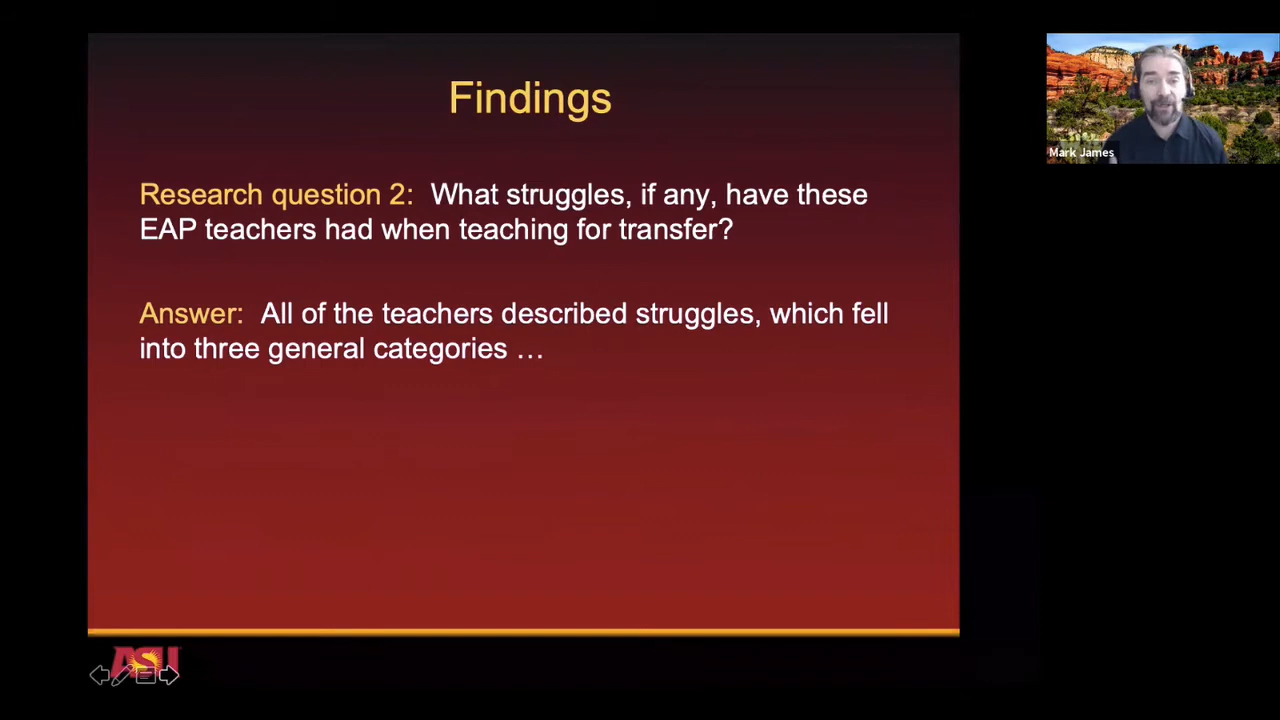 Findings
Research question 2: What struggles, if any, have these
EAP teachers had when teaching for transfer?
Answer: All of the teachers described struggles, which fell
into three general categories …
Mark James
ASU